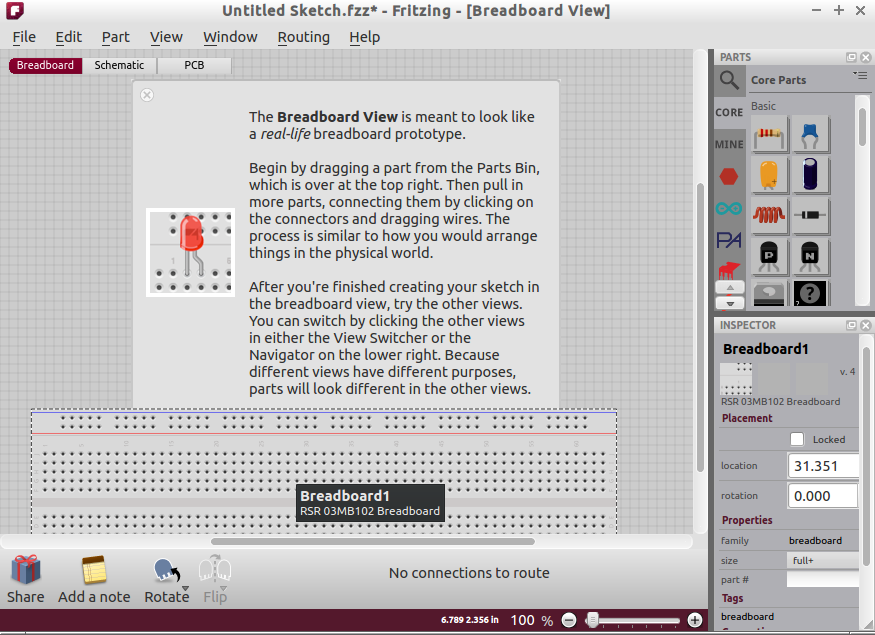 Untitled Sketch.fzz* - Fritzing - [Breadboard View]
File Edit Part View Window Routing Help
Breadboard Schematic PCB
The Breadboard View is meant to look like
a real-life breadboard prototype.
Begin by dragging a part from the Parts Bin,
which is over at the top right. Then pull in
more parts, connecting them by clicking on
the connectors and dragging wires. The
process is similar to how you would arrange
things in the physical world.
After you're finished creating your sketch in
the breadboard view, try the other views.
You can switch by clicking the other views
in either the View Switcher or the
Navigator on the lower right. Because
different views have different purposes,
parts will look different in the other views.
Breadboard1
RSR 03MB102 Breadboard
PARTS
Core Parts
CORE
MINE
Basic
P N
?
INSPECTOR
Breadboard1
v. 4
RSR 03MB102 Breadboard
Placement
Locked
location 31.351
rotation 0.000
Properties
family breadboard
size full+
part #
Tags
breadboard
Share Add a note Rotate Flip
No connections to route
6.789 2.356 in 100 %